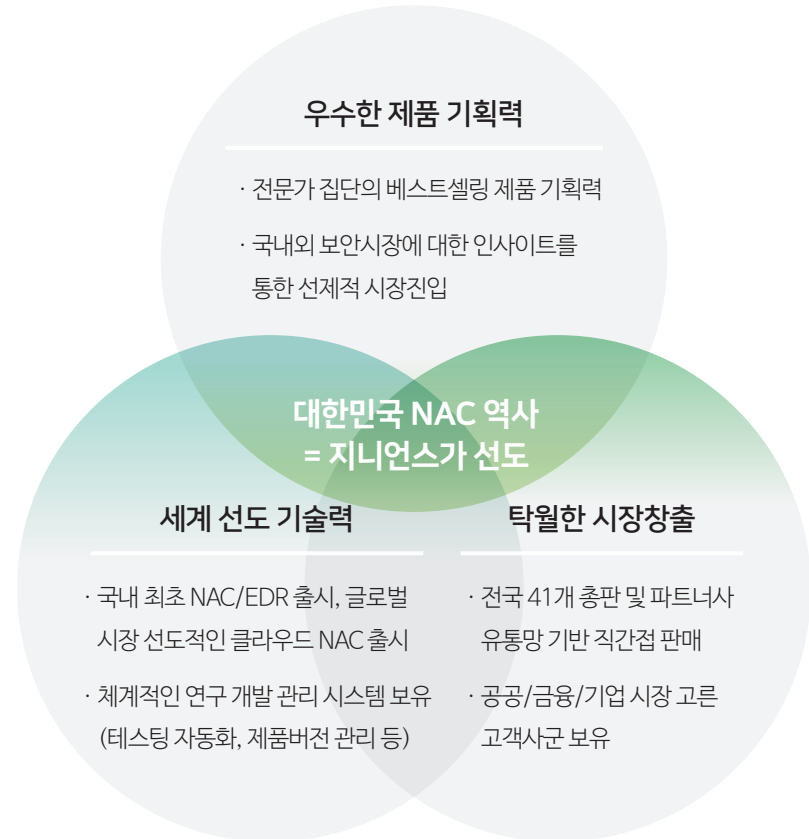 우수한 제품 기획력
· 전문가 집단의 베스트셀링 제품 기획력
· 국내외 보안시장에 대한 인사이트를
통한 선제적 시장진입
대한민국 NAC 역사
= 지니언스가 선도
세계 선도 기술력
· 국내 최초 NAC/EDR 출시, 글로벌
시장 선도적인 클라우드 NAC 출시
· 체계적인 연구 개발 관리 시스템 보유
(테스팅 자동화, 제품버전 관리 등)
탁월한 시장창출
· 전국 41개 총판 및 파트너사
유통망 기반 직간접 판매
· 공공/금융/기업 시장 고른
고객사군 보유